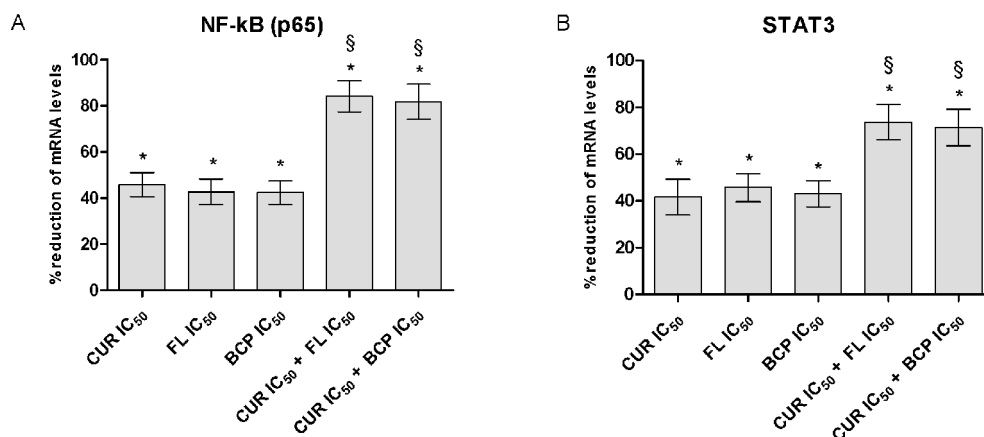 A
NF-kB (p65)
% reduction of mRNA levels
100
80
60
40
20
0
*
*
*
§
*
§
*
CUR IC50
FL IC50
BCP IC50
CUR IC50 + FL IC50
CUR IC50 + BCP IC50
B
STAT3
% reduction of mRNA levels
100
80
60
40
20
0
*
*
*
§
*
§
*
CUR IC50
FL IC50
BCP IC50
CUR IC50 + FL IC50
CUR IC50 + BCP IC50